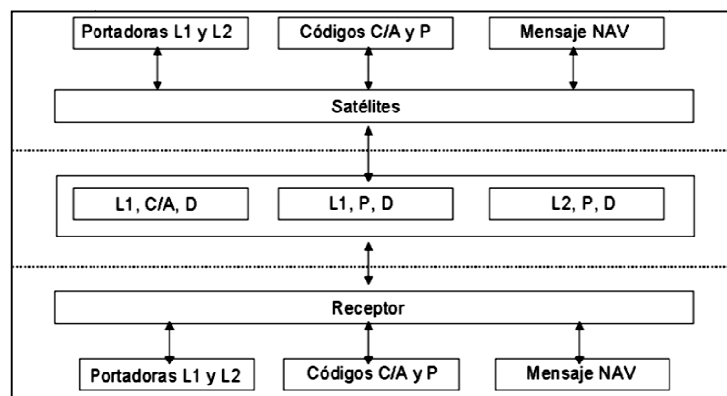 Portadoras L1 y L2
Códigos C/A y P
Mensaje NAV
Satélites
L1, C/A, D
L1, P, D
L2, P, D
Receptor
Portadoras L1 y L2
Códigos C/A y P
Mensaje NAV